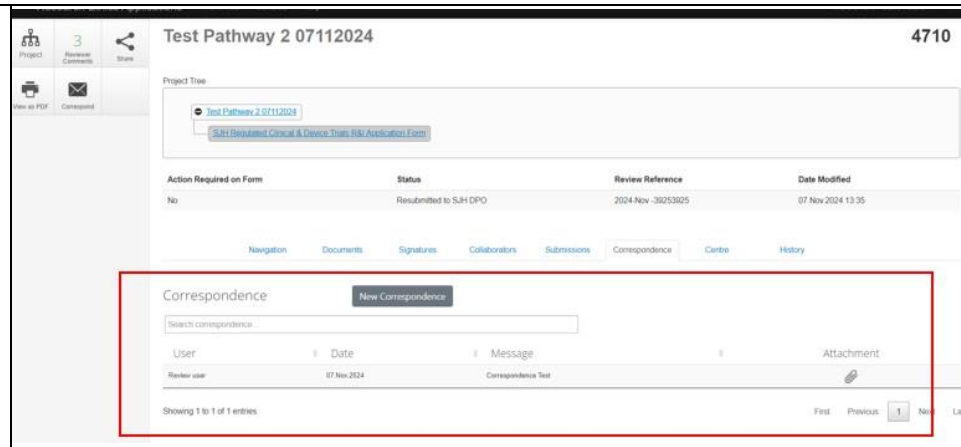 Test Pathway 2 07112024 4710
Project
3
Reviewer Comments
Share
View as PDF
Correspond
Project Tree
Test Pathway 2 07112024
SJH Regulated Clinical & Device Trials R&I Application Form
Action Required on Form Status Review Reference Date Modified
No Resubmitted to SJH DPO 2024-Nov -39253925 07 Nov 2024 13:35
Navigation Documents Signatures Collaborators Submissions Correspondence Centre History
Correspondence New Correspondence
Search correspondence...
User Date Message Attachment
Review user 07.Nov.2024 Correspondence Test
Showing 1 to 1 of 1 entries First Previous 1 Next La